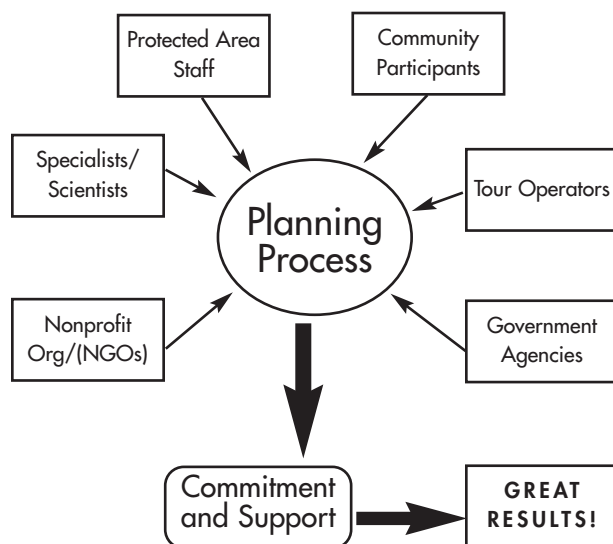 Protected Area
Staff
Community
Participants
Specialists/
Scientists
Tour Operators
Planning
Process
Nonprofit
Org/(NGOs)
Government
Agencies
Commitment
and Support
GREAT
RESULTS!